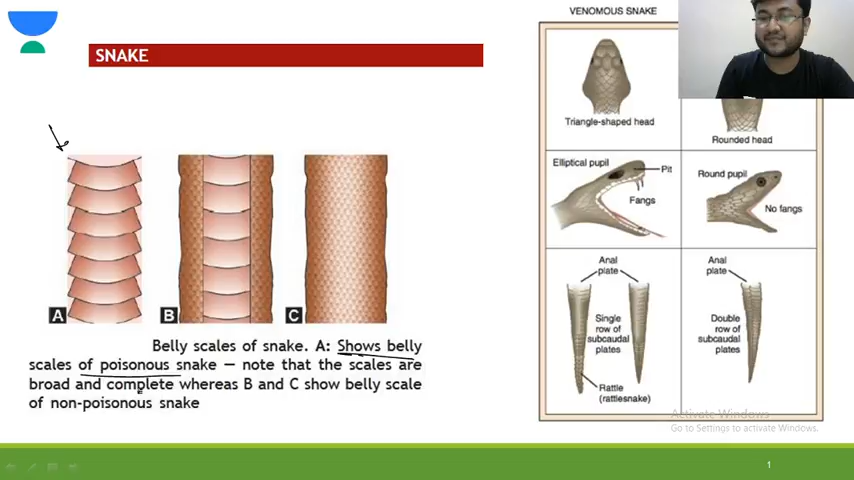 VENOMOUS SNAKE
SNAKE
Triangle-shaped head
Rounded head
Elliptical pupil
Pit
Fangs
Round pupil
No fangs
Anal
plate
Single
row of
subcaudal
plates
Rattle
(rattlesnake)
Anal
plate
Double
row of
subcaudal
plates
A
B
C
Belly scales of snake. A: Shows belly
scales of poisonous snake – note that the scales are
broad and complete whereas B and C show belly scale
of non-poisonous snake
Activate Windows
Go to Settings to activate Windows.
1